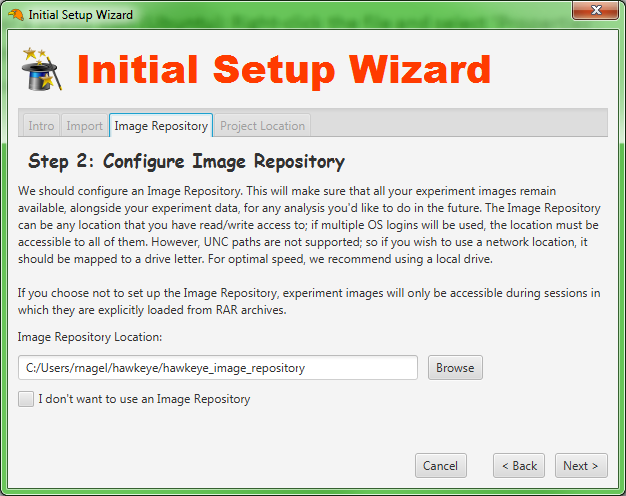 Initial Setup Wizard
Initial Setup Wizard
Intro Import Image Repository Project Location
Step 2: Configure Image Repository
We should configure an Image Repository. This will make sure that all your experiment images remain
available, alongside your experiment data, for any analysis you'd like to do in the future. The Image Repository
can be any location that you have read/write access to; if multiple OS logins will be used, the location must be
accessible to all of them. However, UNC paths are not supported; so if you wish to use a network location, it
should be mapped to a drive letter. For optimal speed, we recommend using a local drive.
If you choose not to set up the Image Repository, experiment images will only be accessible during sessions in
which they are explicitly loaded from RAR archives.
Image Repository Location:
C:/Users/rnagel/hawkeye/hawkeye_image_repository Browse
I don't want to use an Image Repository
Cancel < Back Next >